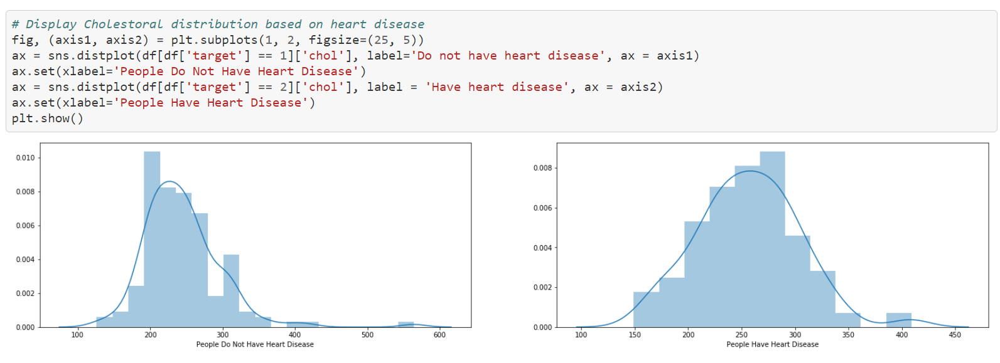 # Display Cholestoral distribution based on heart disease
fig, (axis1, axis2) = plt.subplots(1, 2, figsize=(25, 5))
ax = sns.distplot(df[df['target'] == 1]['chol'], label='Do not have heart disease', ax = axis1)
ax.set(xlabel='People Do Not Have Heart Disease')
ax = sns.distplot(df[df['target'] == 2]['chol'], label = 'Have heart disease', ax = axis2)
ax.set(xlabel='People Have Heart Disease')
plt.show()
0.010
0.008
0.006
0.004
0.002
0.000
100 200 300 400 500 600
People Do Not Have Heart Disease
0.008
0.006
0.004
0.002
0.000
100 150 200 250 300 350 400 450
People Have Heart Disease